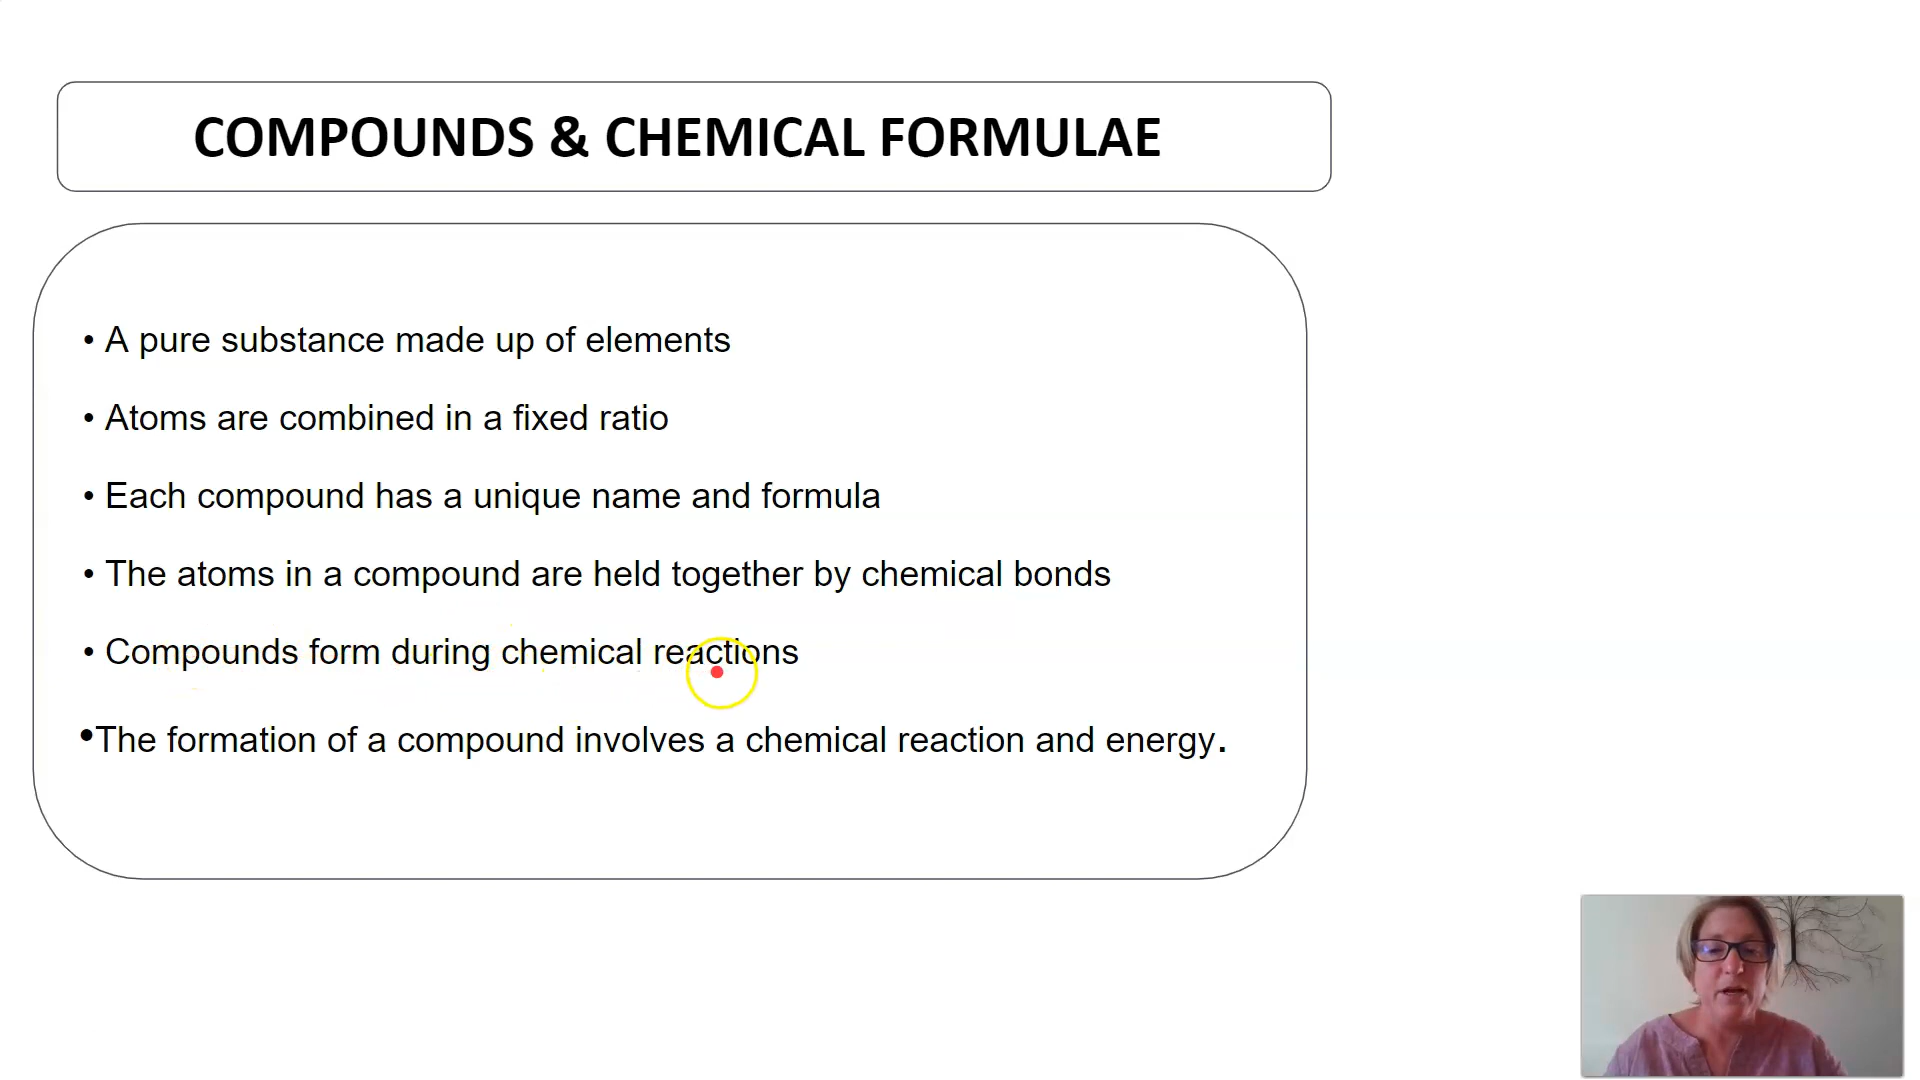 COMPOUNDS & CHEMICAL FORMULAE
• A pure substance made up of elements
• Atoms are combined in a fixed ratio
• Each compound has a unique name and formula
• The atoms in a compound are held together by chemical bonds
• Compounds form during chemical reactions
•The formation of a compound involves a chemical reaction and energy.